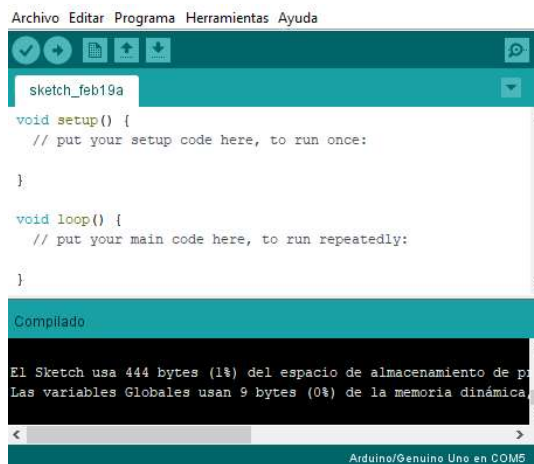 Archivo Editar Programa Herramientas Ayuda
sketch_feb19a
void setup() {
// put your setup code here, to run once:
}
void loop() {
// put your main code here, to run repeatedly:
}
Compilado
El Sketch usa 444 bytes (1%) del espacio de almacenamiento de
Las variables Globales usan 9 bytes (0%) de la memoria dinámica,
Arduino/Genuino Uno en COM5